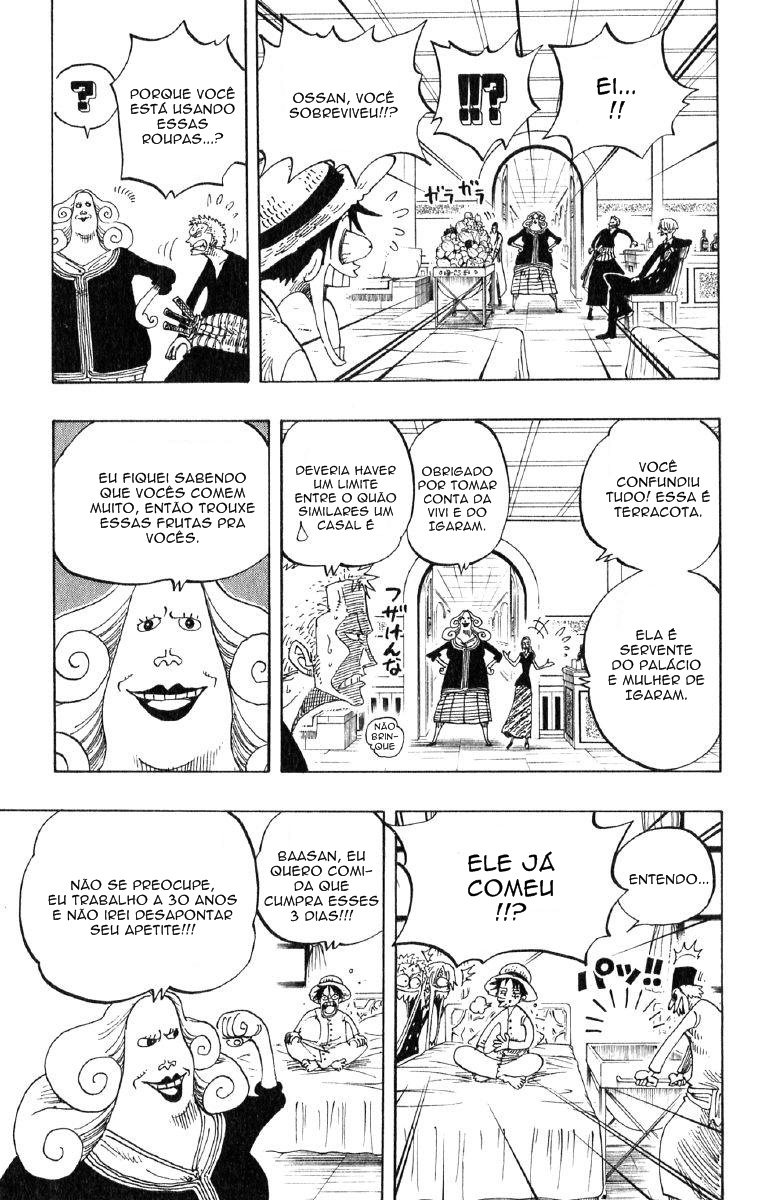 EI...
!!
!!?
OSSAN, VOCÊ
SOBREVIVEU!!?
ガラ ガラ
PORQUE VOCÊ
ESTÁ USANDO
ESSAS
ROUPAS...?
?
VOCÊ
CONFUNDIU
TUDO! ESSA É
TERRACOTA.
ELA É
SERVENTE
DO PALÁCIO
E MULHER DE
IGARAM.
OBRIGADO
POR TOMAR
CONTA DA
VIVI E DO
IGARAM.
DEVERIA HAVER
UM LIMITE
ENTRE O QUÃO
SIMILARES UM
CASAL É
フザけんなな
NÃO
BRIN-
QUE
EU FIQUEI SABENDO
QUE VOCÊS COMEM
MUITO, ENTÃO TROUXE
ESSAS FRUTAS PRA
VOCÊS.
ENTENDO...
ELE JÁ
COMEU
!!?
パッ!!
BAASAN, EU
QUERO COMI-
DA QUE
CUMPRA ESSES
3 DIAS!!!
NÃO SE PREOCUPE,
EU TRABALHO A 30 ANOS
E NÃO IREI DESAPONTAR
SEU APETITE!!!